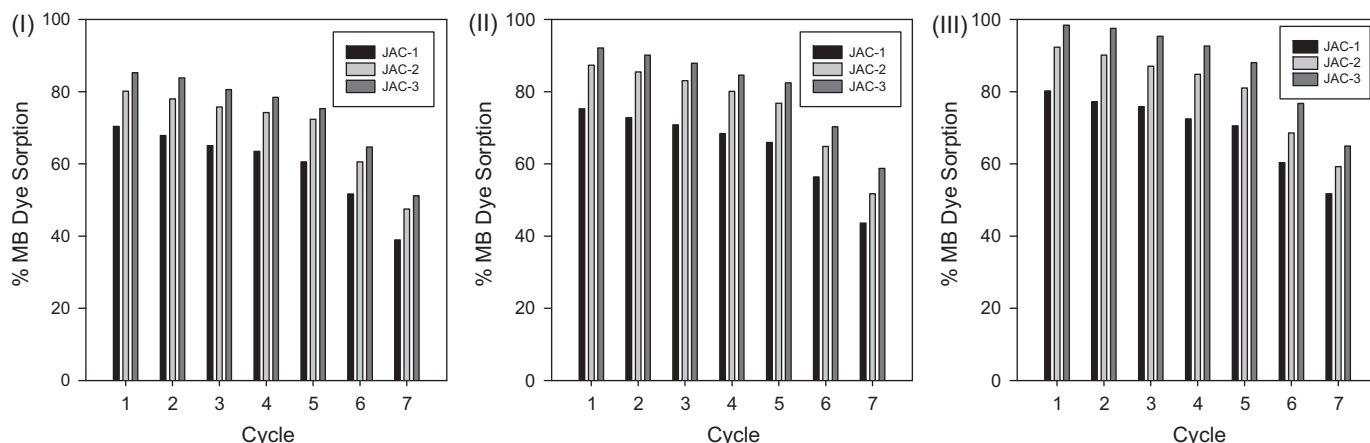 (I)
% MB Dye Sorption
100
80
60
40
20
0
JAC-1
JAC-2
JAC-3
1 2 3 4 5 6 7
Cycle
(II)
% MB Dye Sorption
100
80
60
40
20
0
JAC-1
JAC-2
JAC-3
1 2 3 4 5 6 7
Cycle
(III)
% MB Dye Sorption
100
80
60
40
20
0
JAC-1
JAC-2
JAC-3
1 2 3 4 5 6 7
Cycle